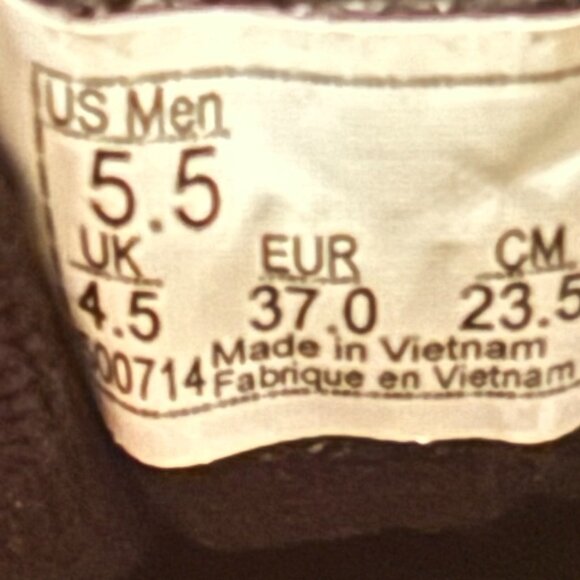 US Men
5.5
UK EUR CM
4.5 37.0 23.5
Made in Vietnam
00714 Fabrique en Vietnam